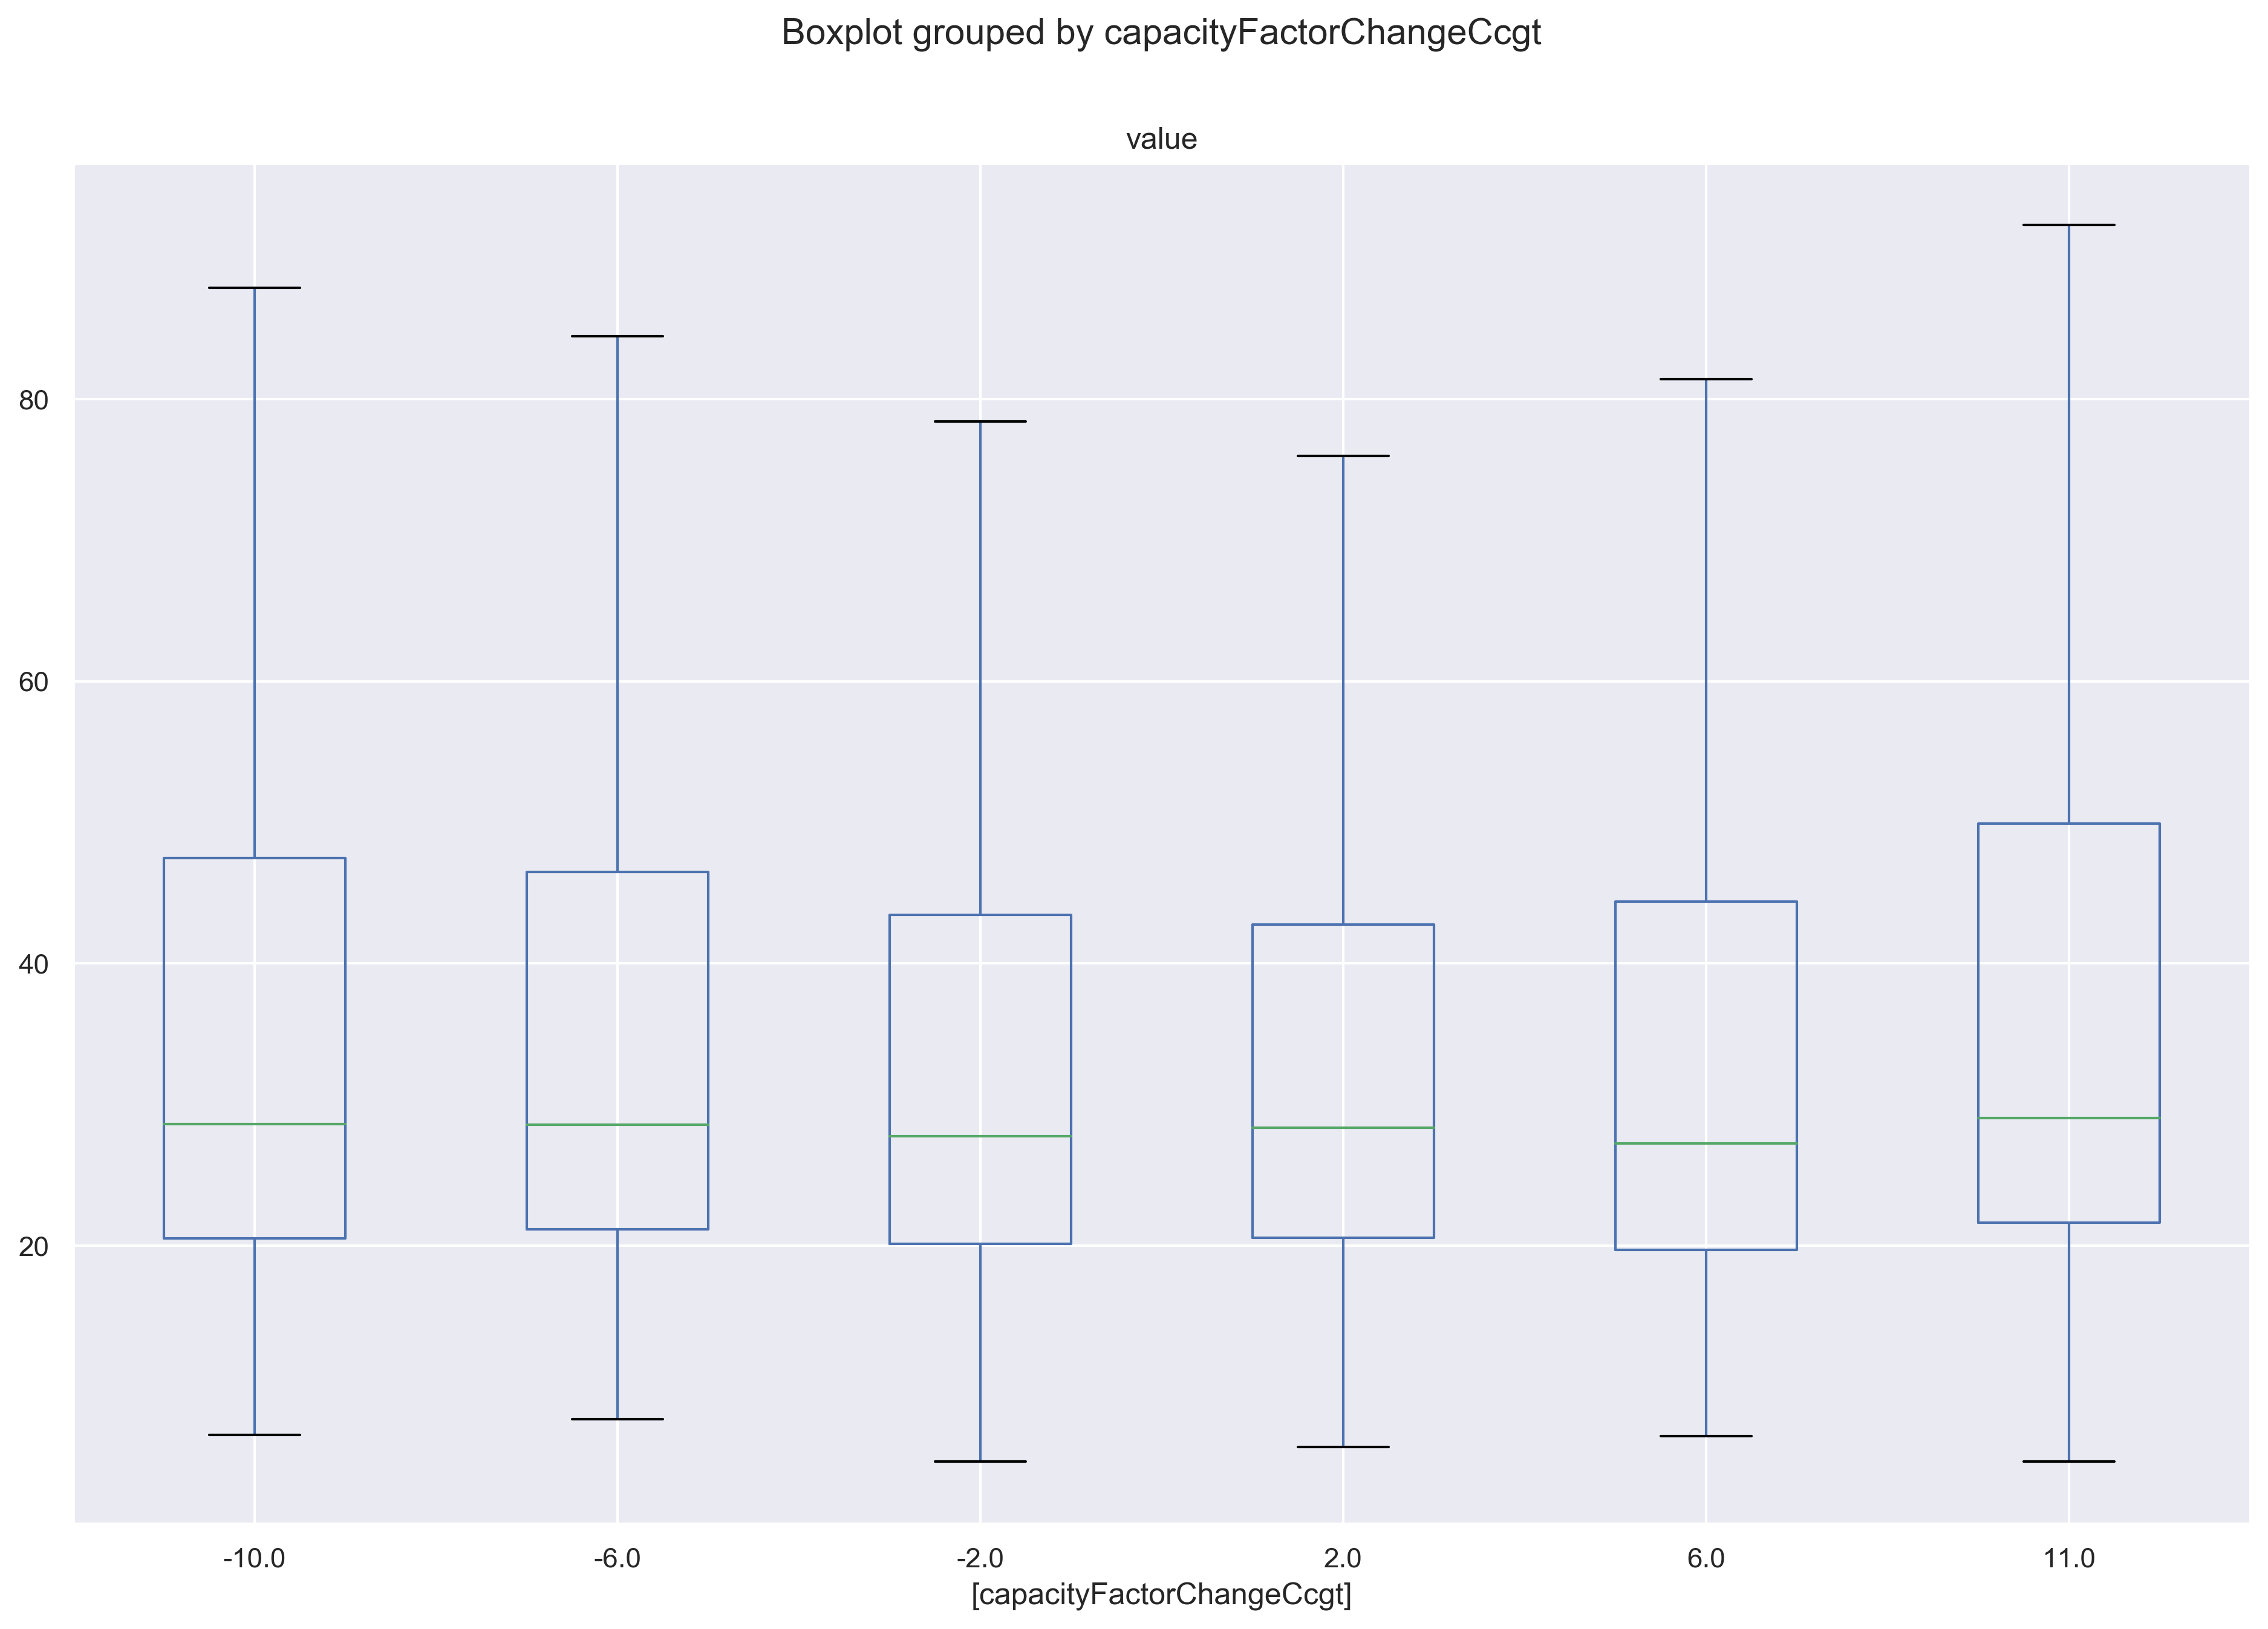 Boxplot grouped by capacityFactorChangeCcgt
value
80
60
40
20
-10.0 -6.0 -2.0 2.0 6.0 11.0
[capacityFactorChangeCcgt]